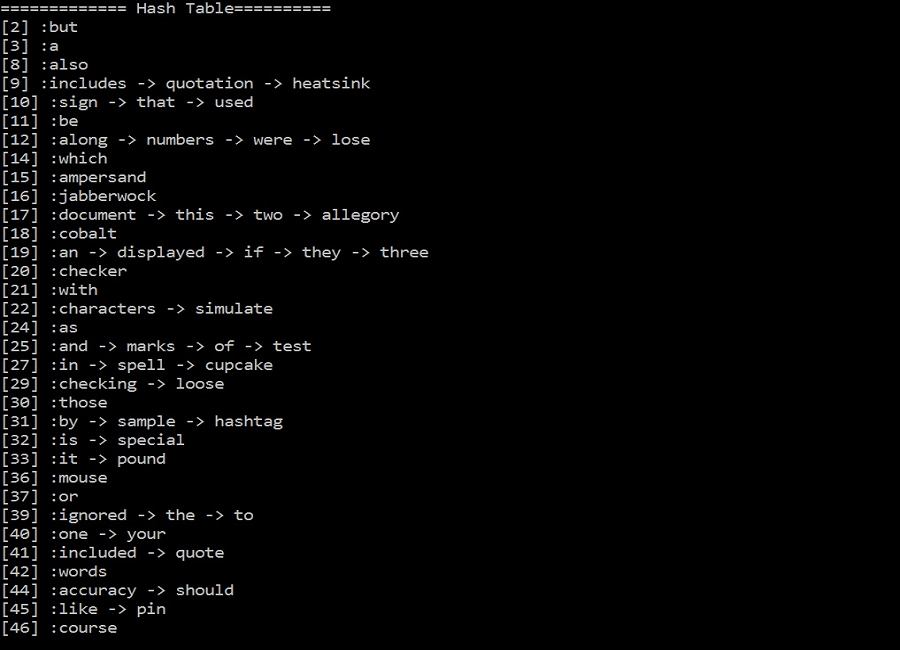 ============= Hash Table==========
[2] :but
[3] :a
[8] :also
[9] :includes -> quotation -> heatsink
[10] :sign -> that -> used
[11] :be
[12] :along -> numbers -> were -> lose
[14] :which
[15] :ampersand
[16] :jabberwock
[17] :document -> this -> two -> allegory
[18] :cobalt
[19] :an -> displayed -> if -> they -> three
[20] :checker
[21] :with
[22] :characters -> simulate
[24] :as
[25] :and -> marks -> of -> test
[27] :in -> spell -> cupcake
[29] :checking -> loose
[30] :those
[31] :by -> sample -> hashtag
[32] :is -> special
[33] :it -> pound
[36] :mouse
[37] :or
[39] :ignored -> the -> to
[40] :one -> your
[41] :included -> quote
[42] :words
[44] :accuracy -> should
[45] :like -> pin
[46] :course